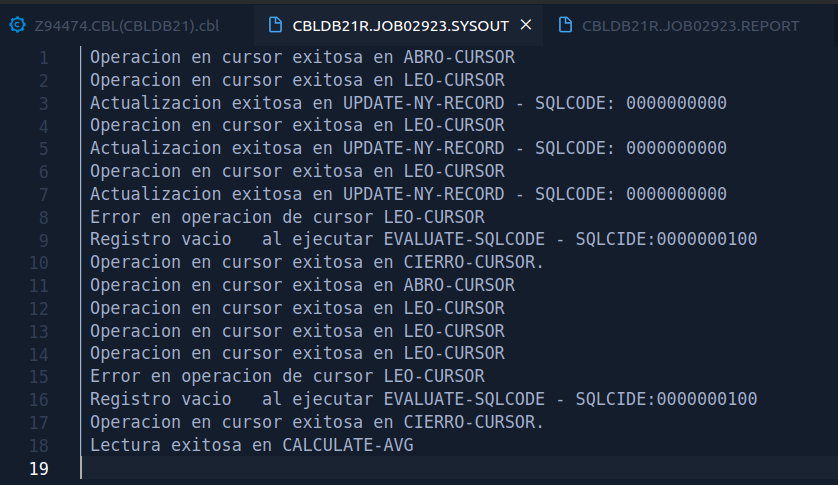 Z94474.CBL(CBLDB21).cbl CBLDB21R.JOB02923.SYSOUT CBLDB21R.JOB02923.REPORT
1 Operacion en cursor exitosa en ABRO-CURSOR
2 Operacion en cursor exitosa en LEO-CURSOR
3 Actualizacion exitosa en UPDATE-NY-RECORD - SQLCODE: 0000000000
4 Operacion en cursor exitosa en LEO-CURSOR
5 Actualizacion exitosa en UPDATE-NY-RECORD - SQLCODE: 0000000000
6 Operacion en cursor exitosa en LEO-CURSOR
7 Actualizacion exitosa en UPDATE-NY-RECORD - SQLCODE: 0000000000
8 Error en operacion de cursor LEO-CURSOR
9 Registro vacio   al ejecutar EVALUATE-SQLCODE - SQLCIDE:0000000100
10 Operacion en cursor exitosa en CIERRO-CURSOR.
11 Operacion en cursor exitosa en ABRO-CURSOR
12 Operacion en cursor exitosa en LEO-CURSOR
13 Operacion en cursor exitosa en LEO-CURSOR
14 Operacion en cursor exitosa en LEO-CURSOR
15 Error en operacion de cursor LEO-CURSOR
16 Registro vacio   al ejecutar EVALUATE-SQLCODE - SQLCIDE:0000000100
17 Operacion en cursor exitosa en CIERRO-CURSOR.
18 Lectura exitosa en CALCULATE-AVG
19